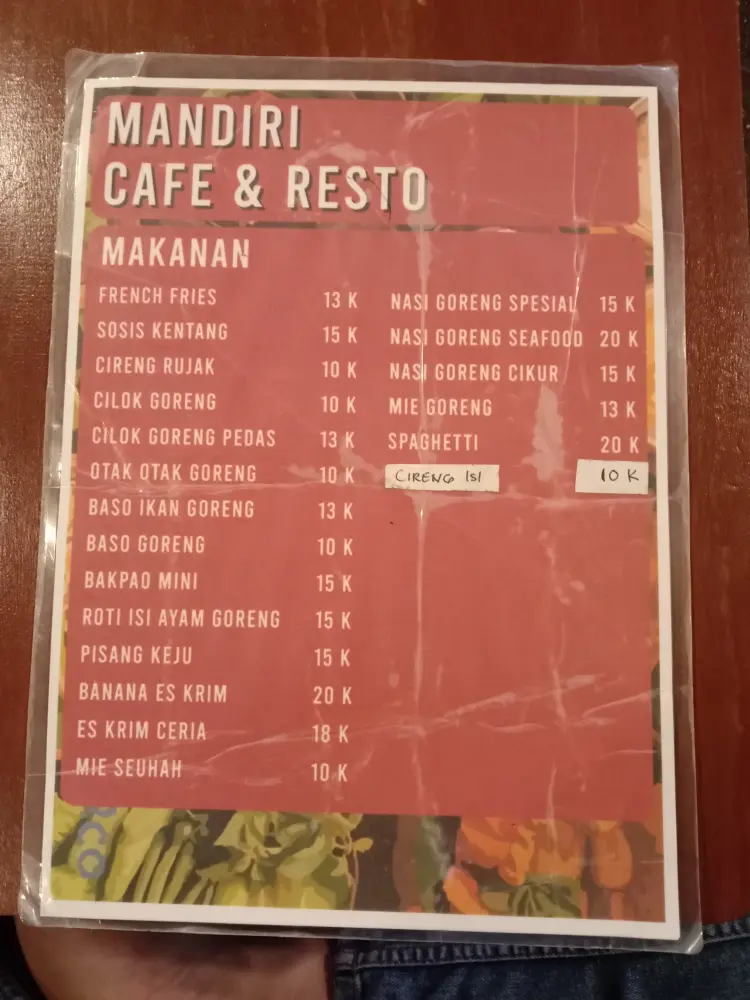 MANDIRI
CAFE & RESTO
MAKANAN
FRENCH FRIES 13 K
SOSIS KENTANG 15 K
CIRENG RUJAK 10 K
CILOK GORENG 10 K
CILOK GORENG PEDAS 13 K
OTAK OTAK GORENG 10 K
BASO IKAN GORENG 13 K
BASO GORENG 10 K
BAKPAO MINI 15 K
ROTI ISI AYAM GORENG 15 K
PISANG KEJU 15 K
BANANA ES KRIM 20 K
ES KRIM CERIA 18 K
MIE SEUHAH 10 K
NASI GORENG SPESIAL 15 K
NASI GORENG SEAFOOD 20 K
NASI GORENG CIKUR 15 K
MIE GORENG 13 K
SPAGHETTI 20 K
CIRENG ISI 10 K